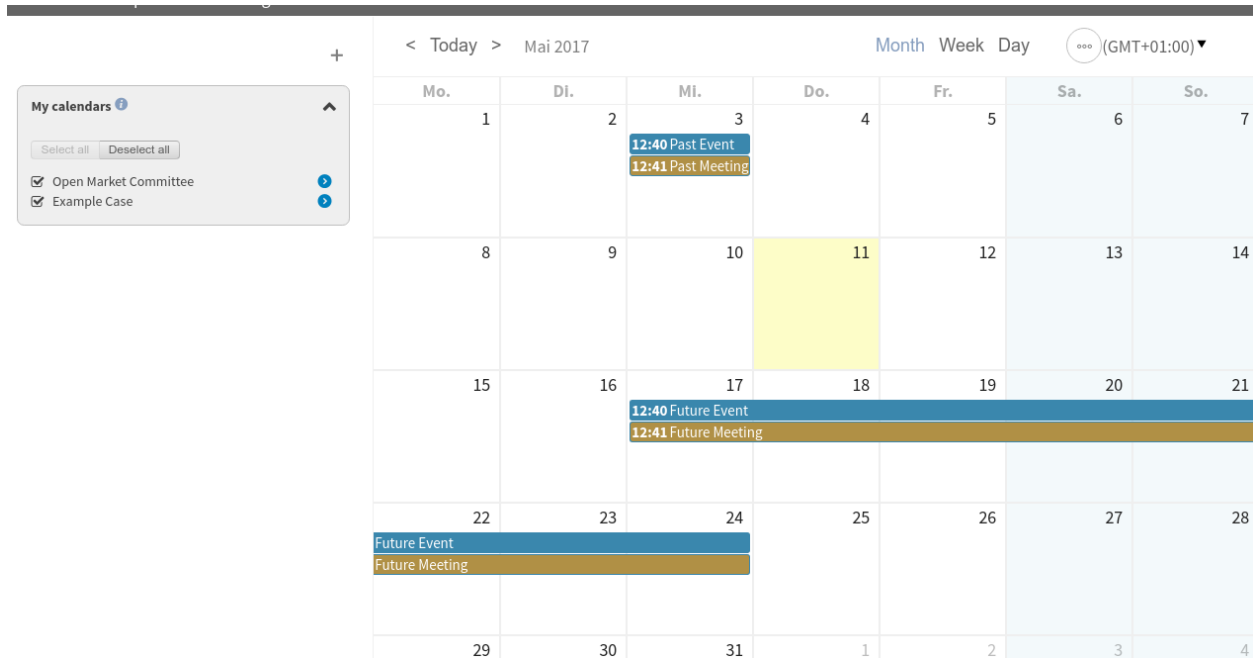 < Today > Mai 2017 Month Week Day (GMT+01:00)▼
+
My calendars i
Select all Deselect all
Open Market Committee
Example Case
Mo. Di. Mi. Do. Fr. Sa. So.
1 2 3 4 5 6 7
12:40 Past Event
12:41 Past Meeting
8 9 10 11 12 13 14
15 16 17 18 19 20 21
12:40 Future Event
12:41 Future Meeting
22 23 24 25 26 27 28
Future Event
Future Meeting
29 30 31 1 2 3 4